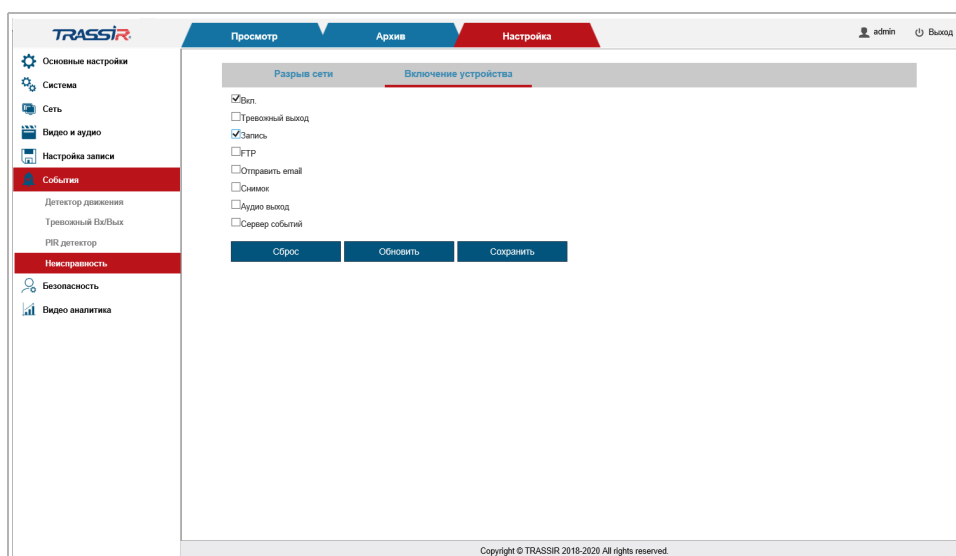 TRASSIR
Просмотр
Архив
Настройка
admin
Выход
Основные настройки
Система
Сеть
Видео и аудио
Настройка записи
События
Детектор движения
Тревожный Вх/Вых
PIR детектор
Неисправность
Безопасность
Видео аналитика
Разрыв сети
Включение устройства
Вкл.
Тревожный выход
Запись
FTP
Отправить email
Снимок
Аудио выход
Сервер событий
Сброс
Обновить
Сохранить
Copyright © TRASSIR 2018-2020 All rights reserved.